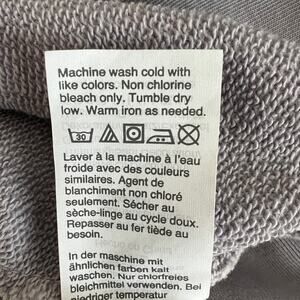 Machine wash cold with
like colors. Non chlorine
bleach only. Tumble dry
low. Warm iron as needed.
30
Laver à la machine à l'eau
froide avec des couleurs
similaires. Agent de
blanchiment non chloré
seulement. Sécher au
sèche-linge au cycle doux.
Repasser au fer tiède au
besoin.
In der maschine mit
ähnlichen farben kalt
waschen. Nur chlorfreies
bleichmittel verwenden. Bei
niedriger temperatur